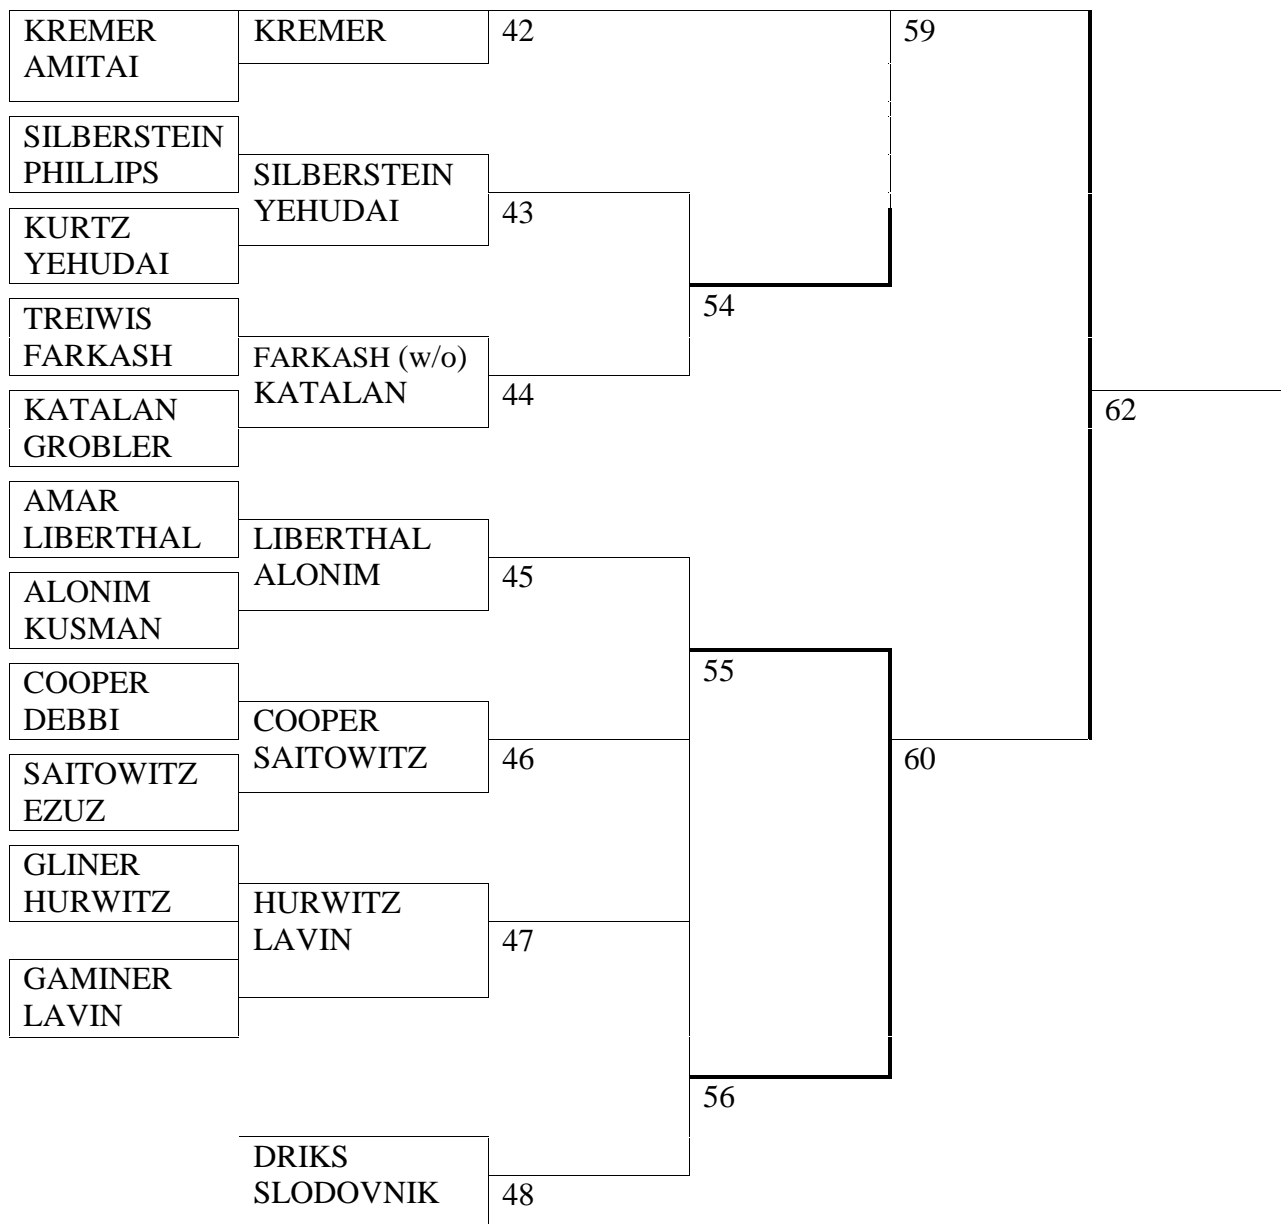 KREMER
AMITAI
SILBERSTEIN
PHILLIPS
KURTZ
YEHUDAI
TREIWIS
FARKASH
KATALAN
GROBLER
AMAR
LIBERTHAL
ALONIM
KUSMAN
COOPER
DEBBI
SAITOWITZ
EZUZ
GLINER
HURWITZ
GAMINER
LAVIN
KREMER
SILBERSTEIN
YEHUDAI
FARKASH (w/o)
KATALAN
LIBERTHAL
ALONIM
COOPER
SAITOWITZ
HURWITZ
LAVIN
DRIKS
SLODOVNIK
42
43
44
45
46
47
48
54
55
56
59
60
62